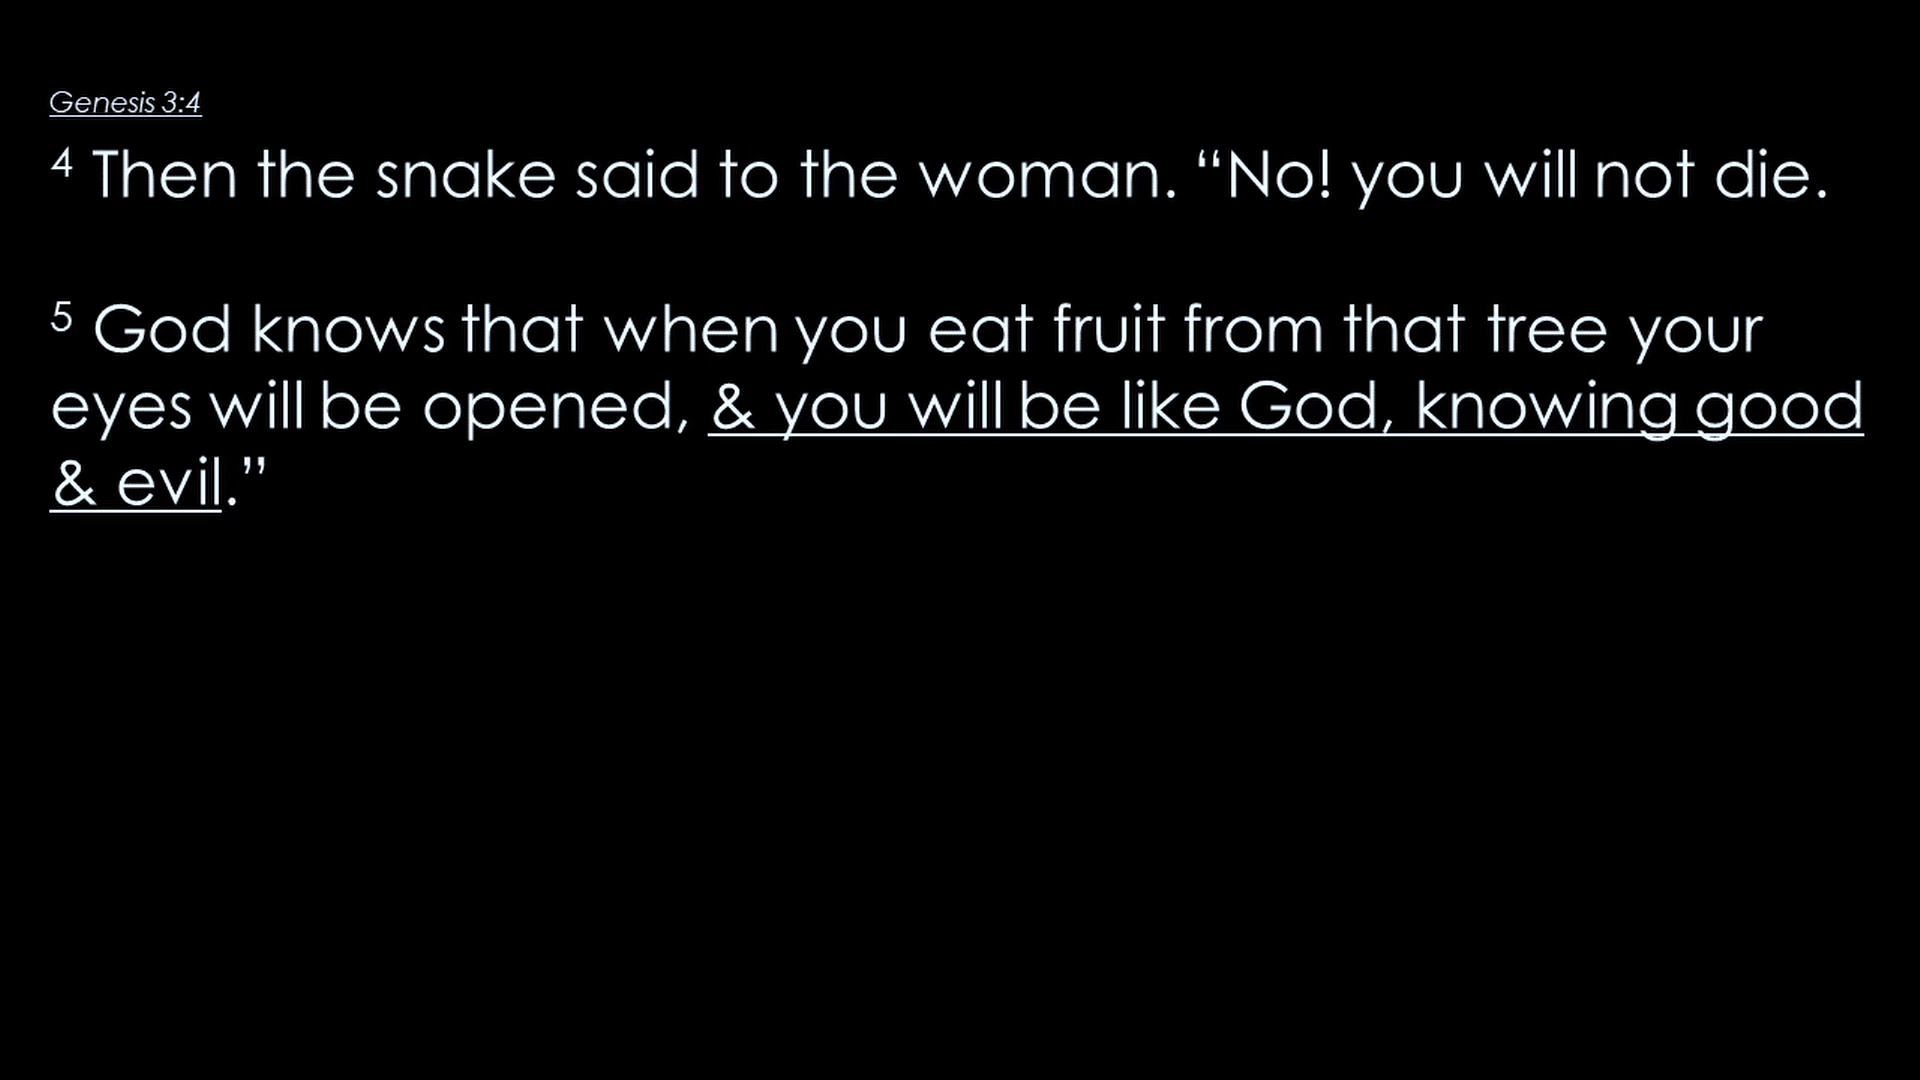 Genesis 3:4
4 Then the snake said to the woman. “No! you will not die.
5 God knows that when you eat fruit from that tree your
eyes will be opened, & you will be like God, knowing good
& evil.”